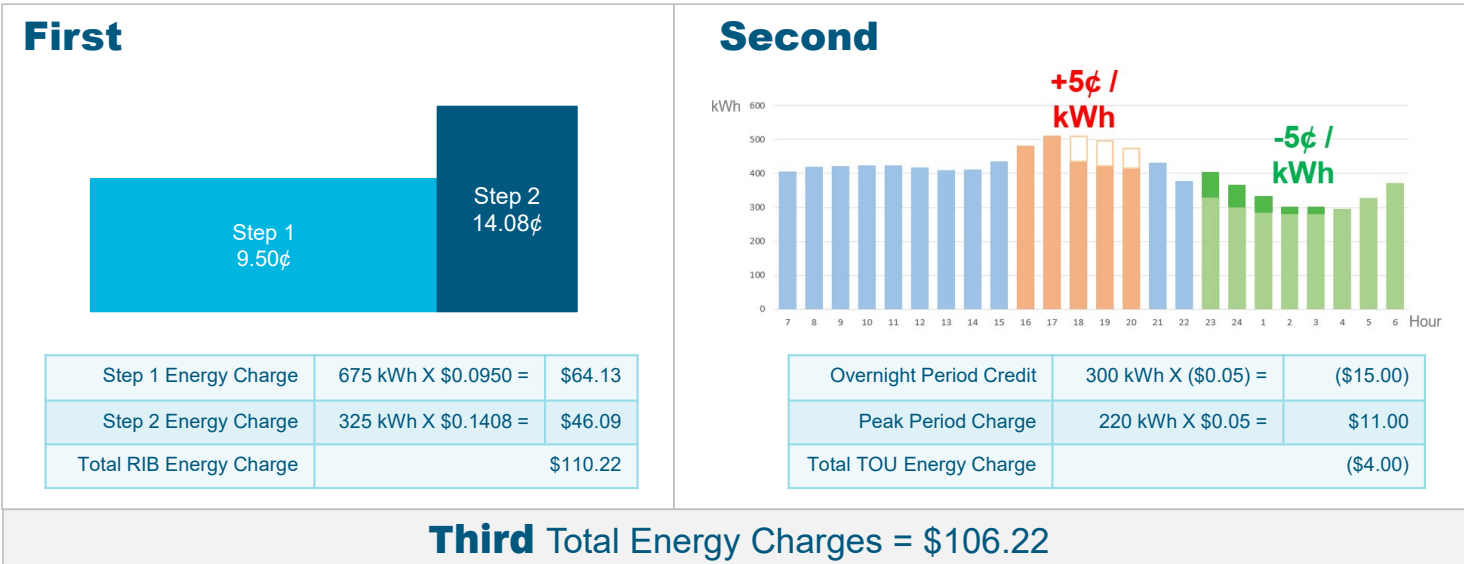 First
Step 1
9.50¢
Step 2
14.08¢
Step 1 Energy Charge 675 kWh X $0.0950 = $64.13
Step 2 Energy Charge 325 kWh X $0.1408 = $46.09
Total RIB Energy Charge $110.22
Second
+5¢ /
kWh
-5¢ /
kWh
kWh 600
500
400
300
200
100
0
7 8 9 10 11 12 13 14 15 16 17 18 19 20 21 22 23 24 1 2 3 4 5 6 Hour
Overnight Period Credit 300 kWh X ($0.05) = ($15.00)
Peak Period Charge 220 kWh X $0.05 = $11.00
Total TOU Energy Charge ($4.00)
Third Total Energy Charges = $106.22